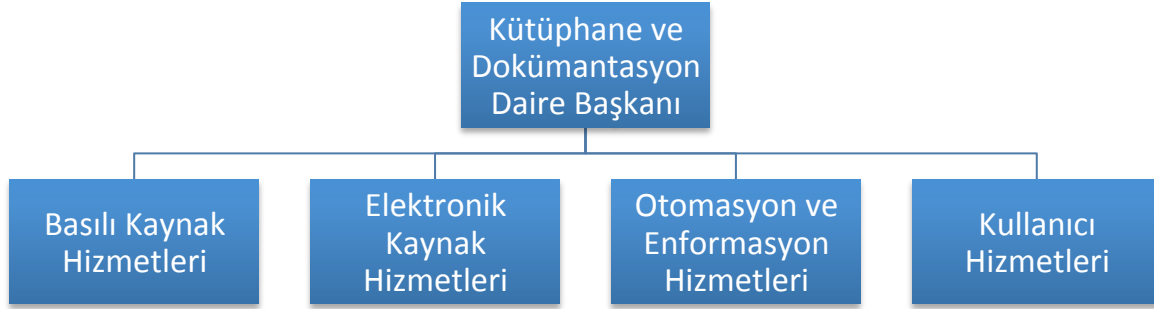 Kütüphane ve
Dokümantasyon
Daire Başkanı
Basılı Kaynak
Hizmetleri
Elektronik
Kaynak
Hizmetleri
Otomasyon ve
Enformasyon
Hizmetleri
Kullanıcı
Hizmetleri